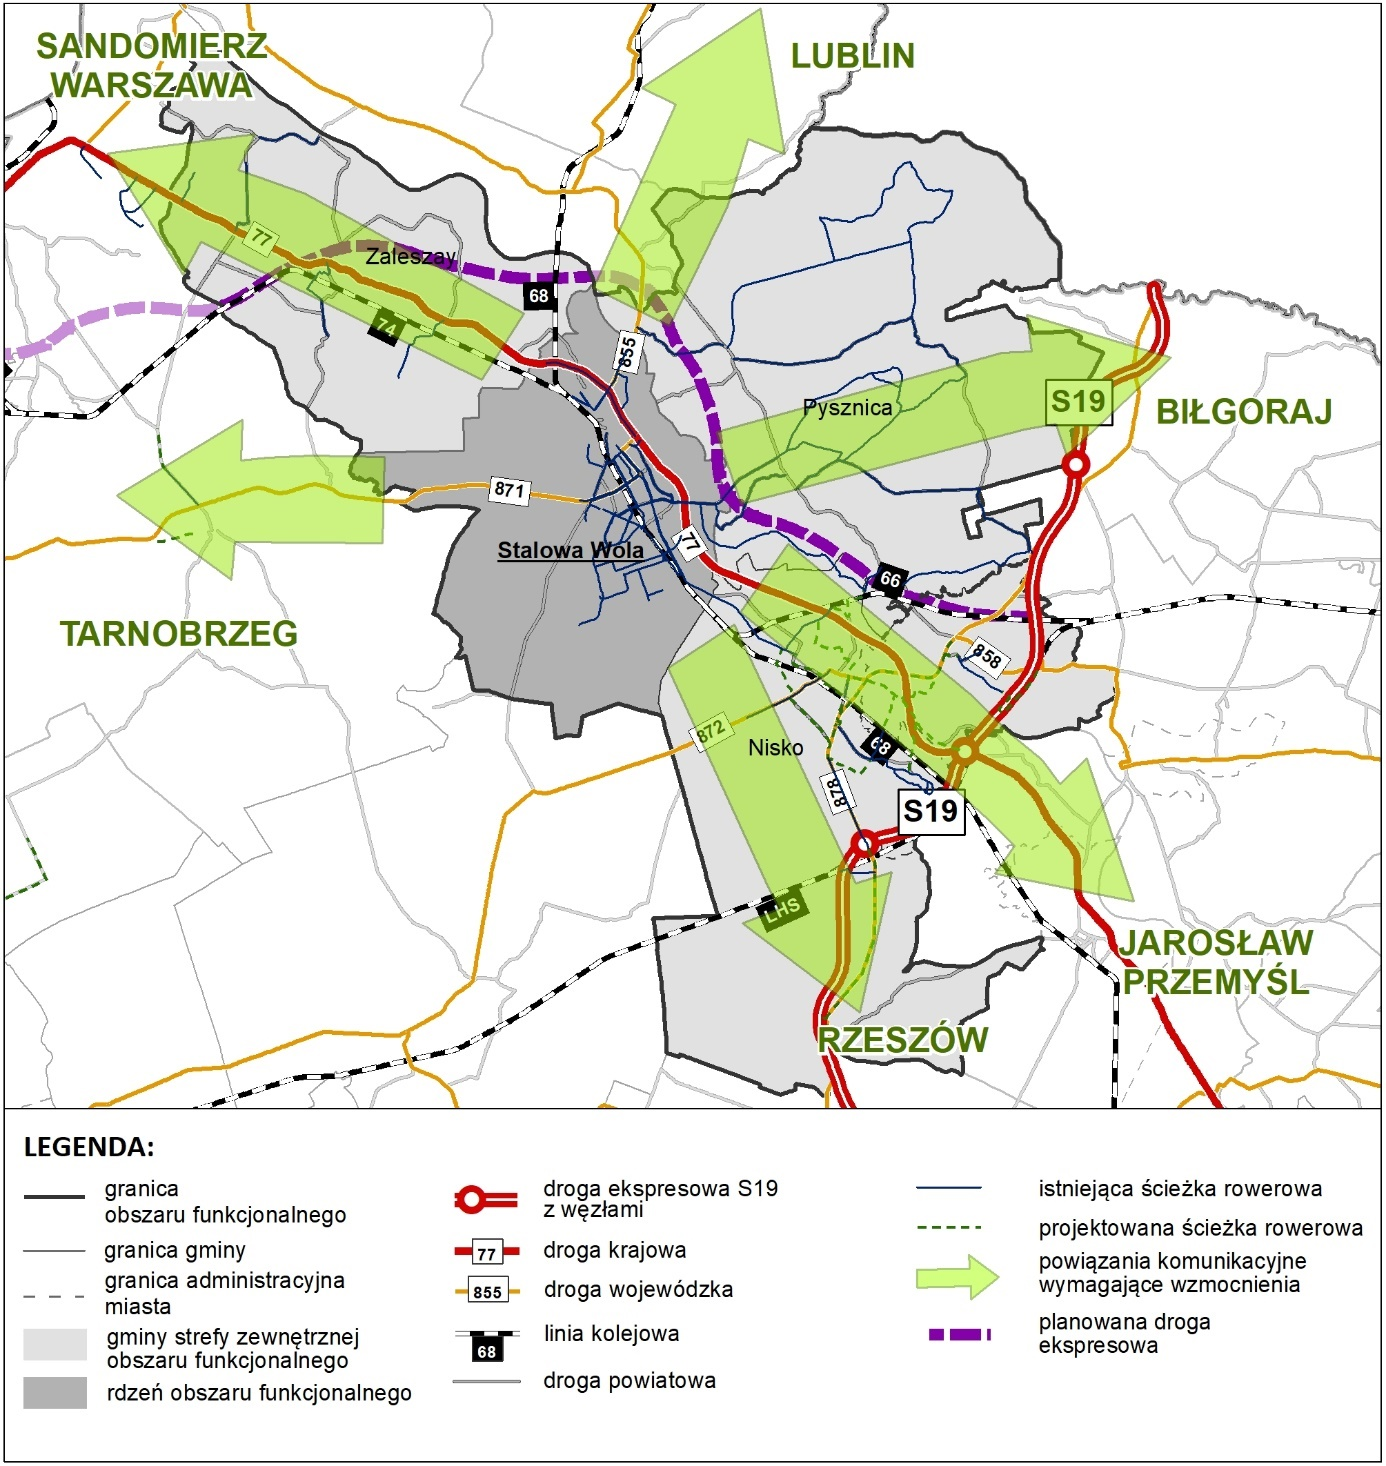 SANDOMIERZ
WARSZAWA
LUBLIN
77
Zaleszay
68
74
855
Pysznica
S19
BIŁGORAJ
871
Stalowa Wola
77
66
TARNOBRZEG
858
872
Nisko
68
878
S19
LHS
JAROSŁAW
PRZEMYŚL
RZESZÓW
LEGENDA:
granica
obszaru funkcjonalnego
granica gminy
granica administracyjna
miasta
gminy strefy zewnętrznej
obszaru funkcjonalnego
rdzeń obszaru funkcjonalnego
droga ekspresowa S19
z węzłami
77
droga krajowa
855
droga wojewódzka
68
linia kolejowa
droga powiatowa
istniejąca ścieżka rowerowa
projektowana ścieżka rowerowa
powiązania komunikacyjne
wymagające wzmocnienia
planowana droga
ekspresowa